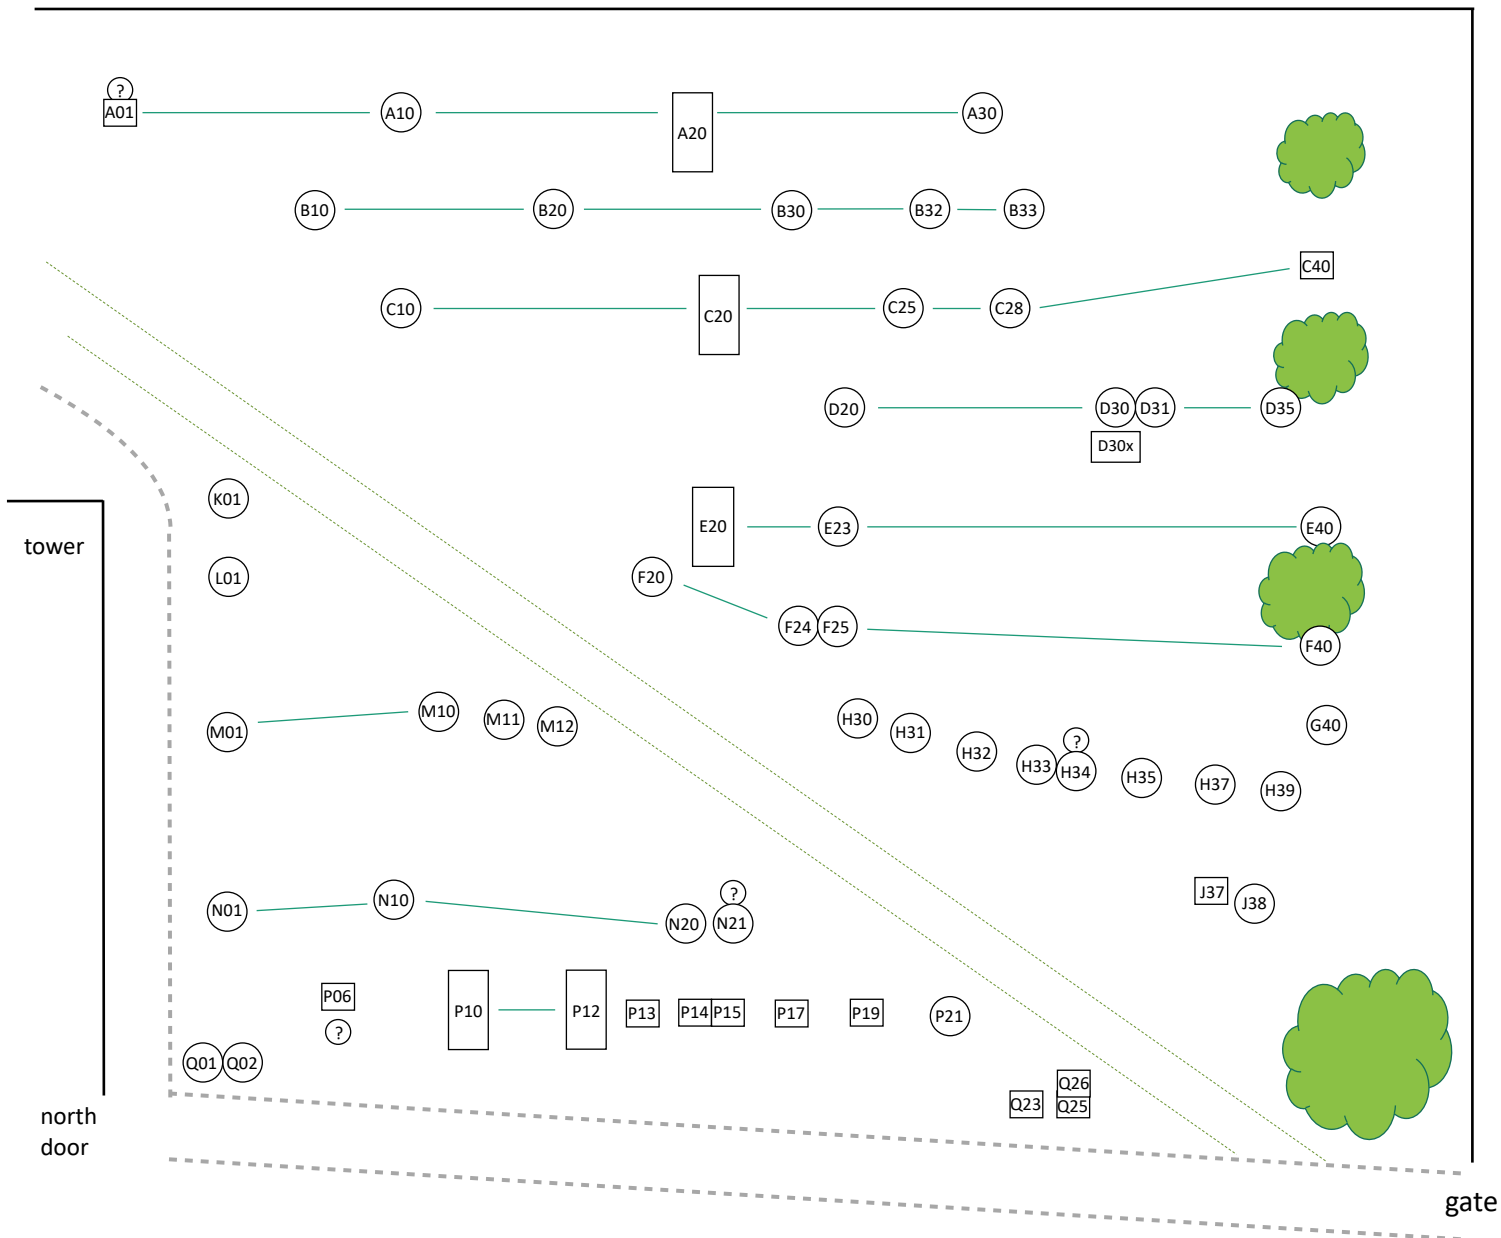 ?
A01
A10
A20
A30
B10
B20
B30
B32
B33
C10
C20
C25
C28
C40
D20
D30
D31
D35
D30x
K01
tower
L01
E20
E23
E40
F20
F24
F25
F40
M01
M10
M11
M12
H30
H31
H32
H33
?
H34
H35
H37
H39
G40
N01
N10
N20
?
N21
J37
J38
P06
?
P10
P12
P13
P14
P15
P17
P19
P21
Q01
Q02
Q23
Q26
Q25
north
door
gate